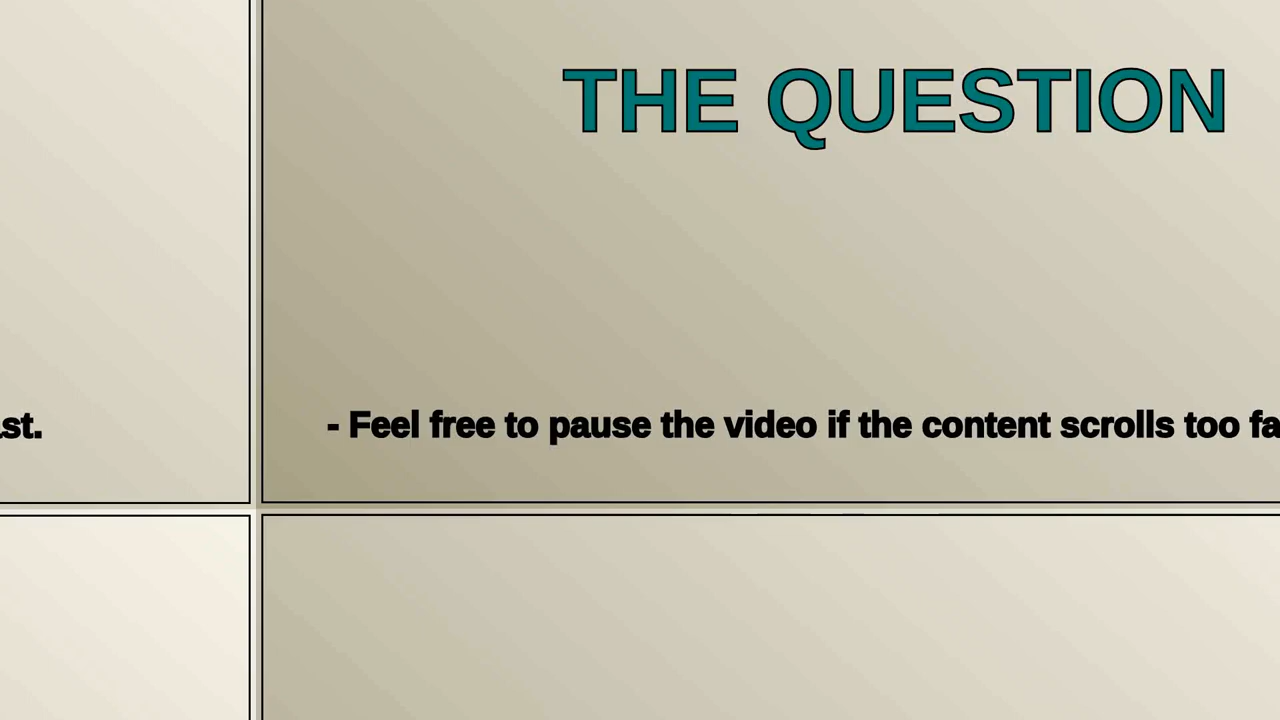 THE QUESTION
st.
- Feel free to pause the video if the content scrolls too fa